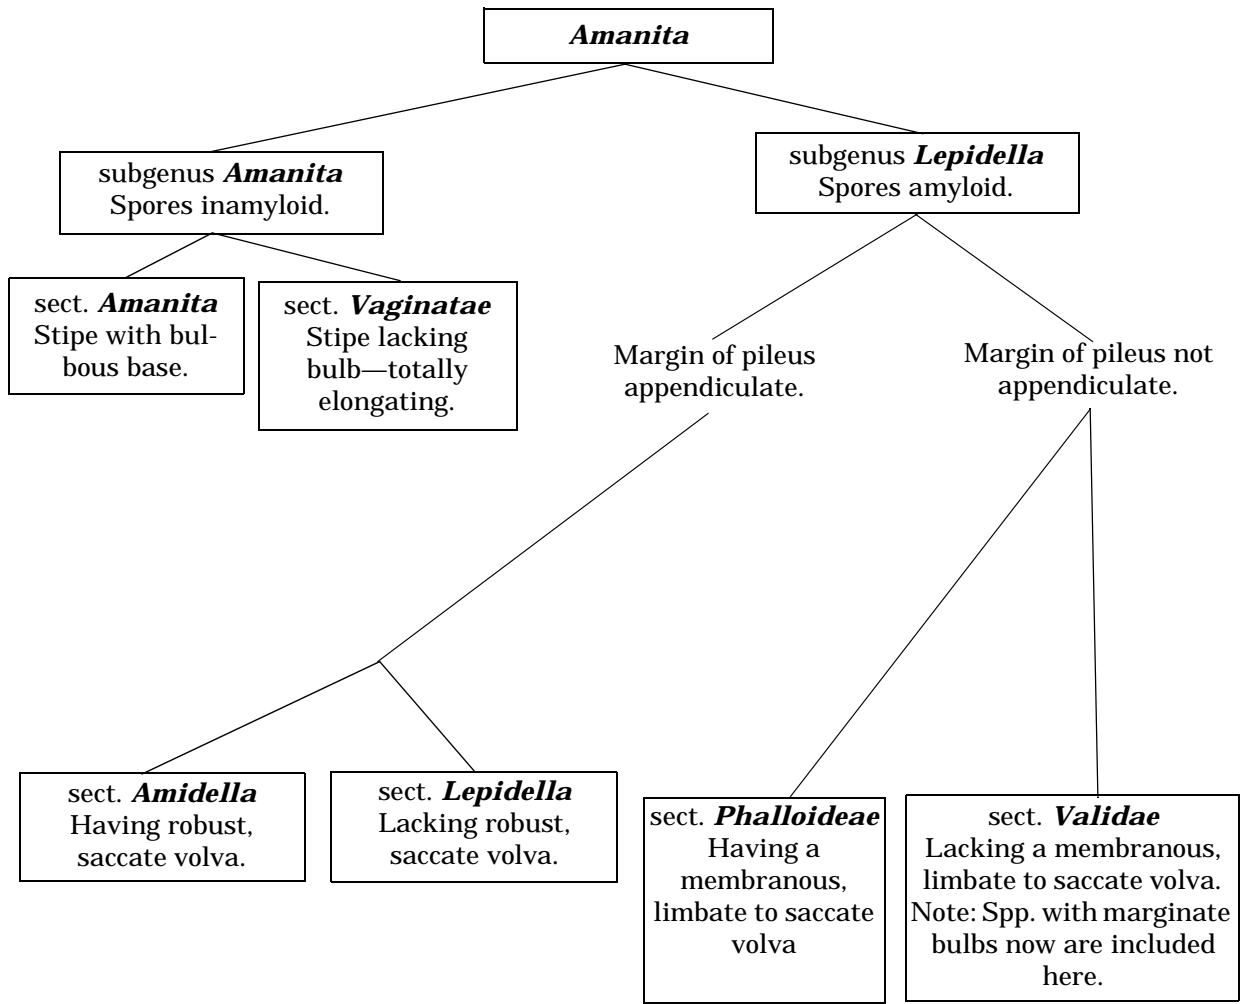 Amanita
subgenus Amanita
Spores inamyloid.
subgenus Lepidella
Spores amyloid.
sect. Amanita
Stipe with bul-
bous base.
sect. Vaginatae
Stipe lacking
bulb—totally
elongating.
Margin of pileus
appendiculate.
Margin of pileus not
appendiculate.
sect. Amidella
Having robust,
saccate volva.
sect. Lepidella
Lacking robust,
saccate volva.
sect. Phalloideae
Having a
membranous,
limbate to saccate
volva
sect. Validae
Lacking a membranous,
limbate to saccate volva.
Note: Spp. with marginate
bulbs now are included
here.